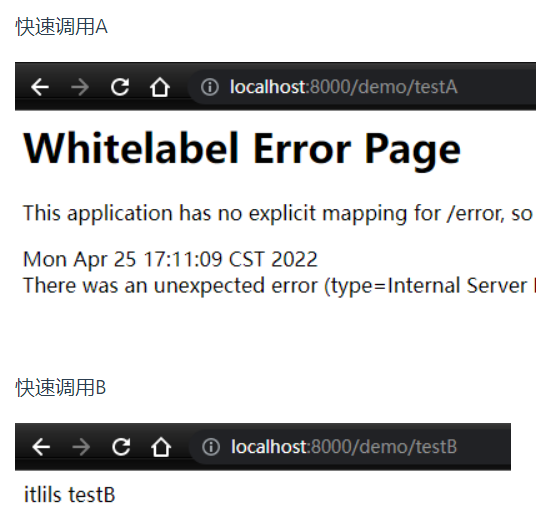 快速调用A
localhost:8000/demo/testA
Whitelabel Error Page
This application has no explicit mapping for /error, so
Mon Apr 25 17:11:09 CST 2022
There was an unexpected error (type=Internal Server
快速调用B
localhost:8000/demo/testB
itlils testB